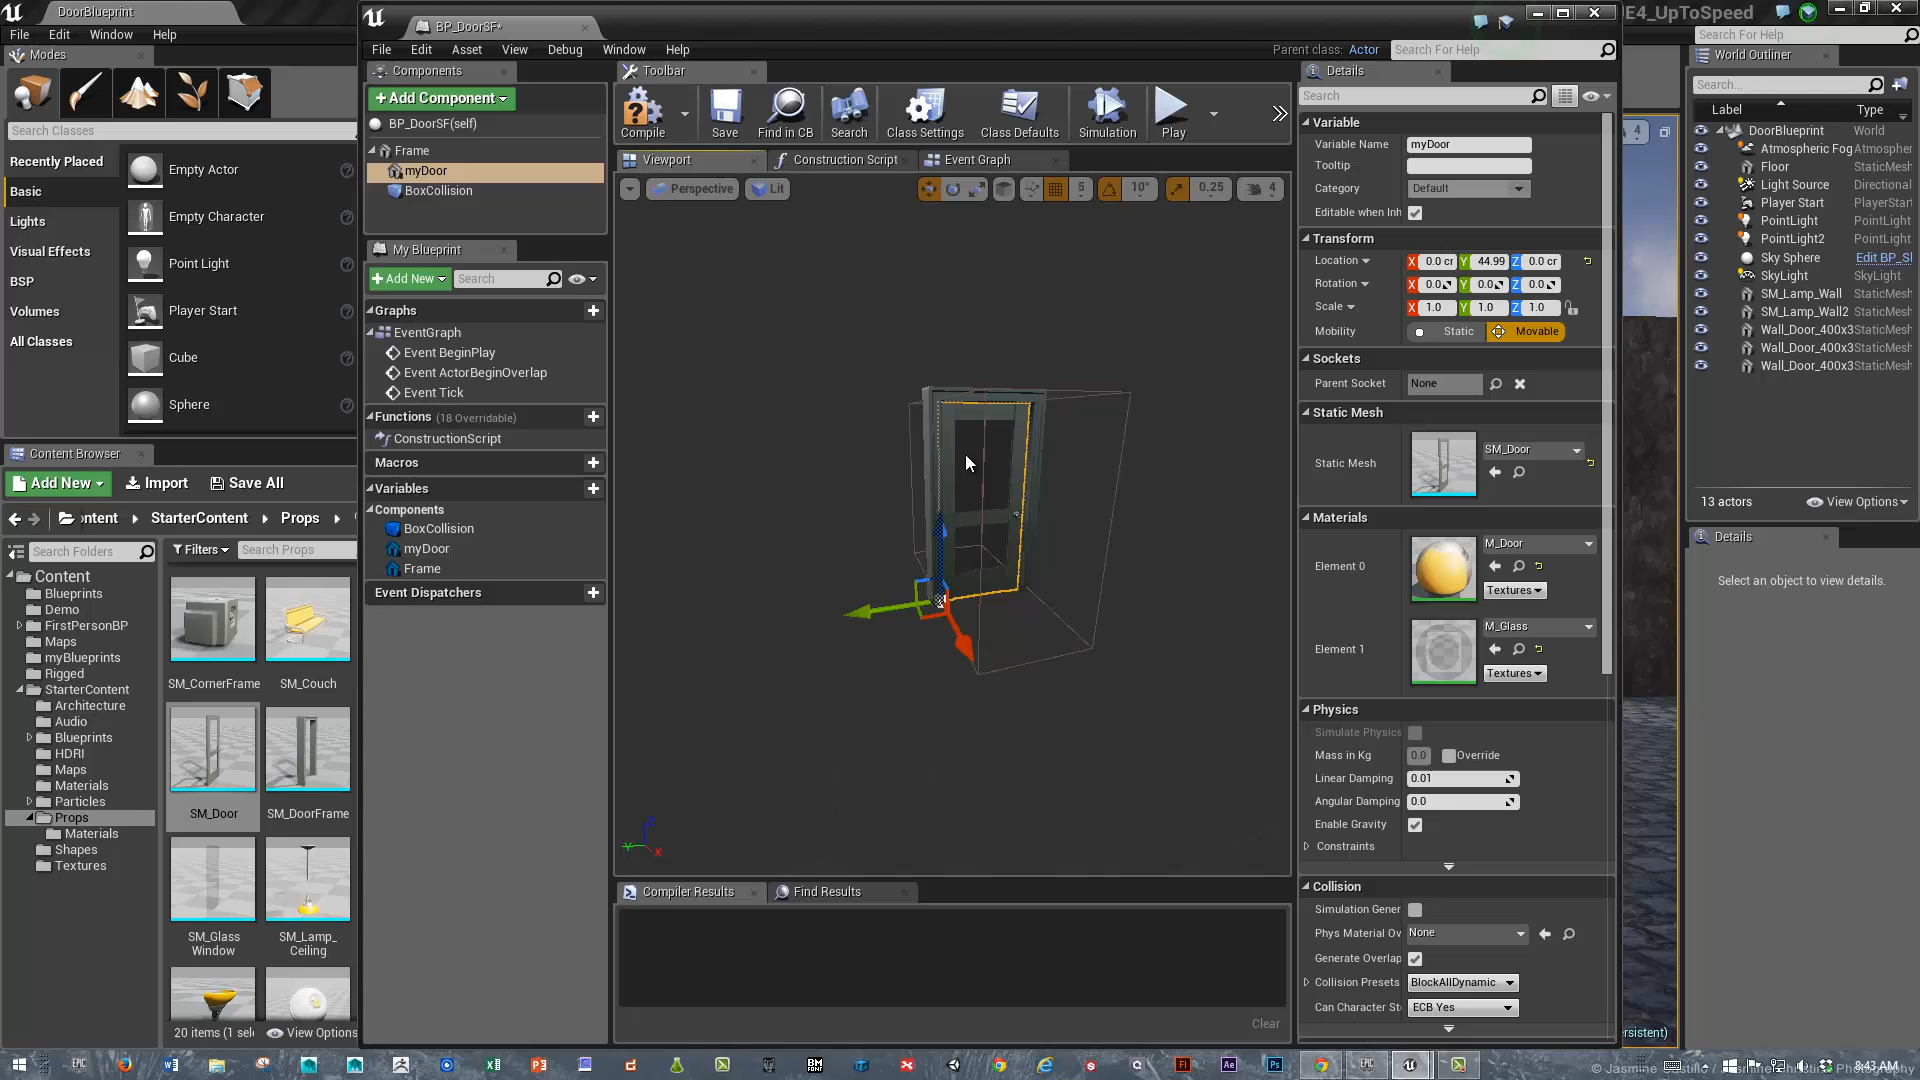 DoorBlueprint
File Edit Window Help
Modes
Search Classes
Recently Placed
Basic
Lights
Visual Effects
BSP
Volumes
All Classes
Empty Actor
Empty Character
Point Light
Player Start
Cube
Sphere
Content Browser
Add New Import Save All
ontent StarterContent Props
Search Folders
Filters Search Props
Content
Blueprints
Demo
FirstPersonBP
Maps
myBlueprints
Rigged
StarterContent
Architecture
Audio
Blueprints
HDRI
Maps
Materials
Particles
Props
Materials
Shapes
Textures
SM_CornerFrame SM_Couch
SM_Door SM_DoorFrame
SM_Glass Window
SM_Lamp_ Ceiling
20 items (1 sele View Options
BP_DoorSF*
File Edit Asset View Debug Window Help
Parent class: Actor Search For Help
Components
+Add Component
BP_DoorSF(self)
Frame
myDoor
BoxCollision
My Blueprint
+Add New Search
Graphs
EventGraph
Event BeginPlay
Event ActorBeginOverlap
Event Tick
Functions (18 Overridable)
ConstructionScript
Macros
Variables
Components
BoxCollision
myDoor
Frame
Event Dispatchers
Toolbar
Compile Save Find in CB Search Class Settings Class Defaults Simulation Play
Viewport Construction Script Event Graph
Perspective Lit 5 10° 0.25 4
Compiler Results Find Results
Clear
Details
Search
Variable
Variable Name myDoor
Tooltip
Category Default
Editable when Inh
Transform
Location X 0.0 cr Y 44.99 Z 0.0 cr
Rotation X 0.0 Y 0.0 Z 0.0
Scale X 1.0 Y 1.0 Z 1.0
Mobility Static Movable
Sockets
Parent Socket None
Static Mesh
Static Mesh SM_Door
Materials
Element 0 M_Door
Textures
Element 1 M_Glass
Textures
Physics
Simulate Physics
Mass in Kg 0.0 Override
Linear Damping 0.01
Angular Damping 0.0
Enable Gravity
Constraints
Collision
Simulation Gener
Phys Material Ov None
Generate Overlap
Collision Presets BlockAllDynamic
Can Character St ECB Yes
E4_UpToSpeed
Search For Help
World Outliner
Search...
Label Type
DoorBlueprint World
Atmospheric Fog Atmospher
Floor StaticMesh
Light Source Directional
Player Start PlayerStart
PointLight PointLight
PointLight2 PointLight
Sky Sphere Edit BP_Sl
SkyLight SkyLight
SM_Lamp_Wall StaticMesh
SM_Lamp_Wall2 StaticMesh
Wall_Door_400x3 StaticMesh
Wall_Door_400x3 StaticMesh
Wall_Door_400x3 StaticMesh
13 actors View Options
Details
Select an object to view details.
4
rsistent)
8:43 AM